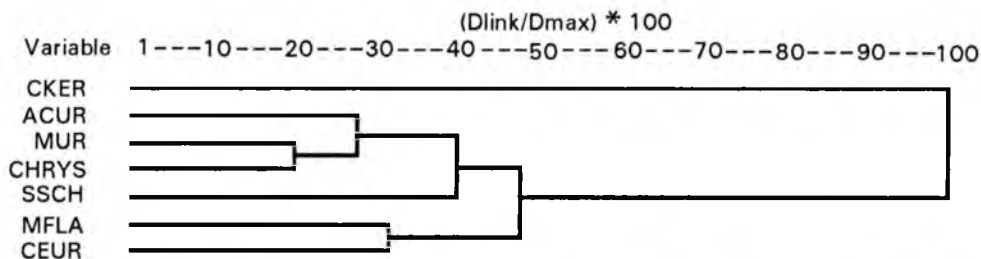 (Dlink/Dmax) * 100
Variable 1---10----20----30----40----50----60----70----80----90----100
CKER
ACUR
MUR
CHRYS
SSCH
MFLA
CEUR